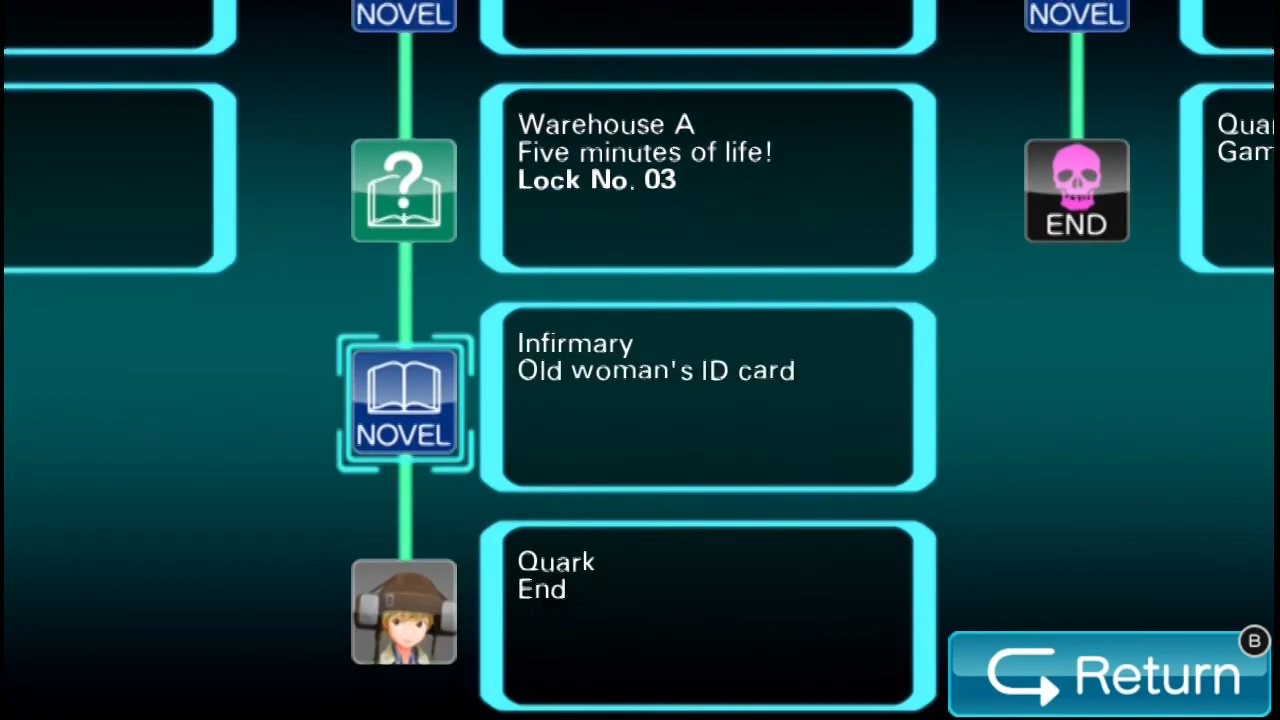 NOVEL
NOVEL
Warehouse A
Five minutes of life!
Lock No. 03
END
Infirmary
Old woman's ID card
NOVEL
Quark
End
B
Return